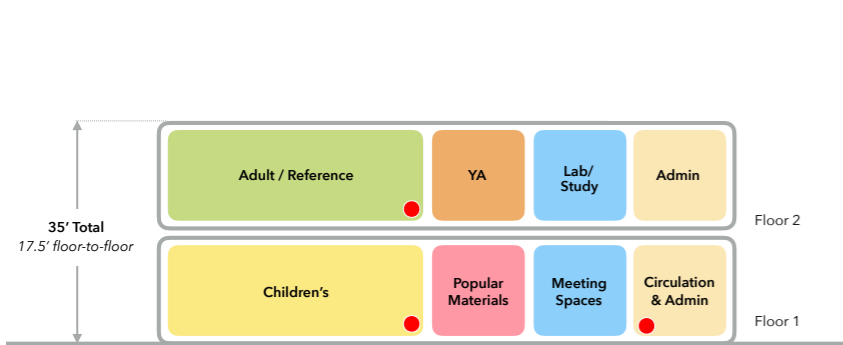 Adult / Reference
YA
Lab/
Study
Admin
Floor 2
35’ Total
17.5’ floor-to-floor
Children’s
Popular
Materials
Meeting
Spaces
Circulation
& Admin
Floor 1